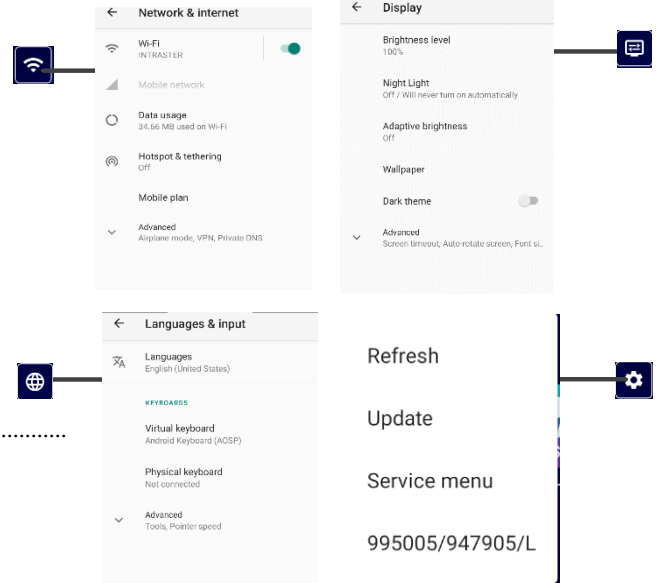 Network & internet
Wi-Fi
INTRASTER
Mobile network
Data usage
34.66 MB used on Wi-Fi
Hotspot & tethering
Off
Mobile plan
Advanced
Airplane mode, VPN, Private DNS
Display
Brightness level
100%
Night Light
Off / Will never turn on automatically
Adaptive brightness
Off
Wallpaper
Dark theme
Advanced
Screen timeout, Auto-rotate screen, Font si..
Languages & input
Languages
English (United States)
KEYBOARDS
Virtual keyboard
Android Keyboard (AOSP)
Physical keyboard
Not connected
Advanced
Tools, Pointer speed
...........
Refresh
Update
Service menu
995005/947905/L